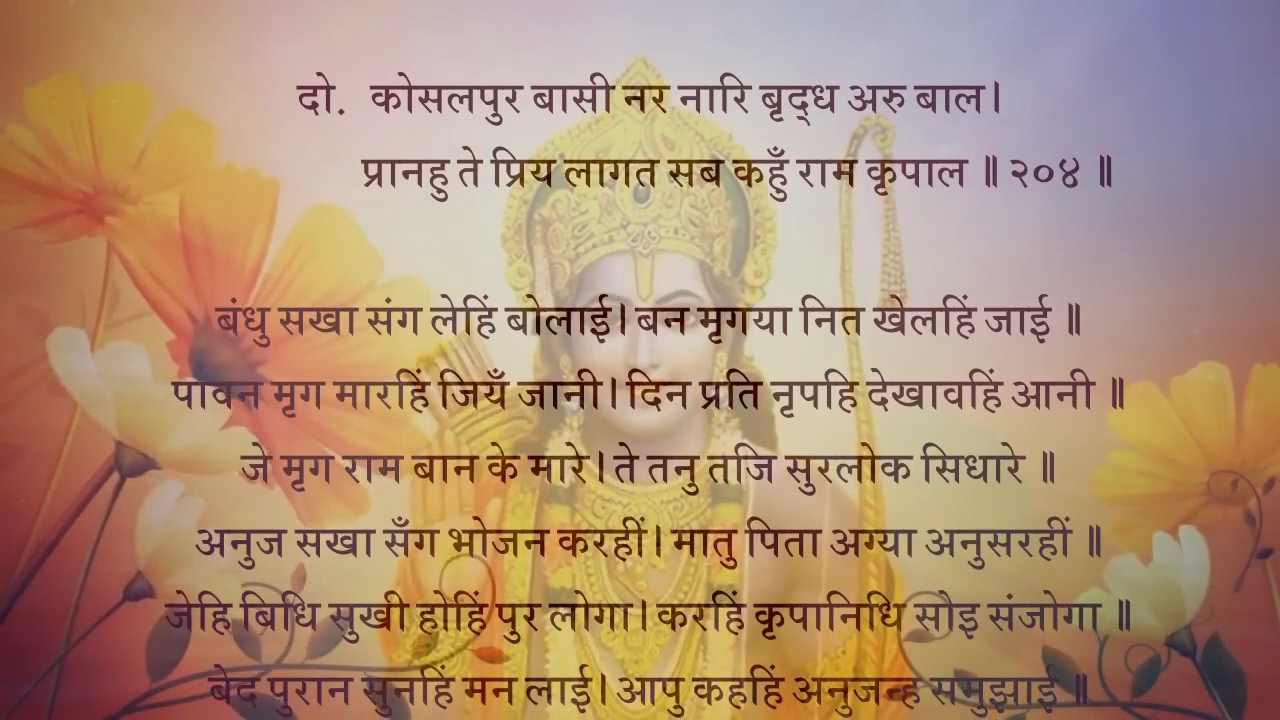 दो. कोसलपुर बासी नर नारि बृद्ध अरु बाल।
प्रानहु ते प्रिय लागत सब कहुँ राम कृपाल ॥ २०४ ॥
बंधु सखा संग लेहिं बोलाई। बन मृगया नित खेलहिं जाई ॥
पावन मृग मारहिं जियँ जानी। दिन प्रति नृपहि देखावहिं आनी ॥
जे मृग राम बान के मारे। ते तनु तजि सुरलोक सिधारे ॥
अनुज सखा सँग भोजन करहीं। मातु पिता अग्या अनुसरहीं ॥
जेहि बिधि सुखी होहिं पुर लोगा। करहिं कृपानिधि सोइ संजोगा ॥
बेद पुरान सुनहिं मन लाई। आपु कहहिं अनुजन्ह समुझाई ॥